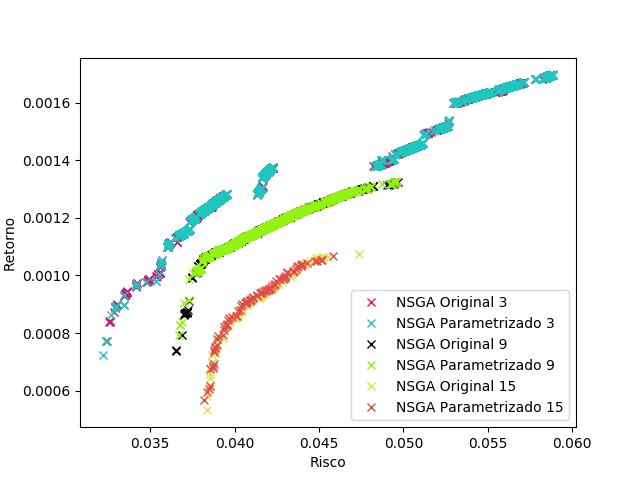 Retorno
0.0016
0.0014
0.0012
0.0010
0.0008
0.0006
NSGA Original 3
NSGA Parametrizado 3
NSGA Original 9
NSGA Parametrizado 9
NSGA Original 15
NSGA Parametrizado 15
0.035 0.040 0.045 0.050 0.055 0.060
Risco